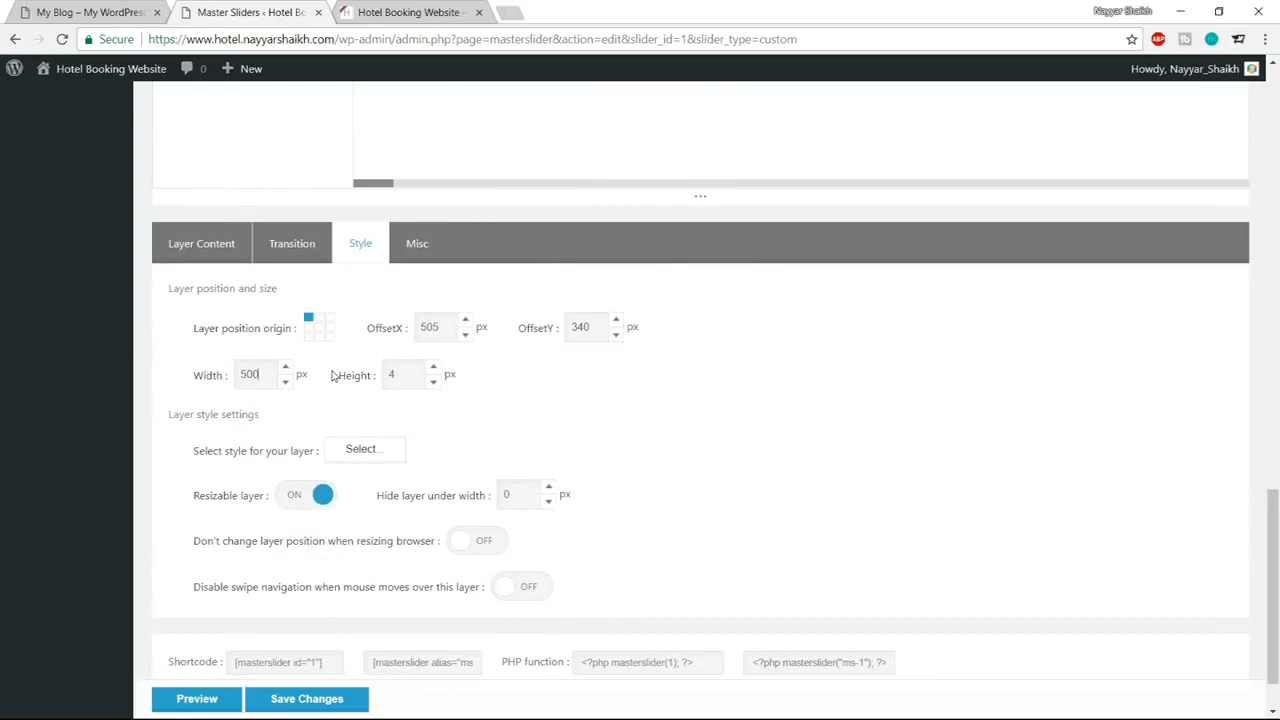 My Blog – My WordPres
Master Sliders ‹ Hotel Bo
Hotel Booking Website –
Nayyar Shaikh
Secure
https://www.hotel.nayyarshaikh.com/wp-admin/admin.php?page=masterslider&action=edit&slider_id=1&slider_type=custom
ABP
Hotel Booking Website
0
New
Howdy, Nayyar_Shaikh
Layer Content
Transition
Style
Misc
Layer position and size
Layer position origin :
OffsetX : 505 px
OffsetY : 340 px
Width : 500 px
Height : 4 px
Layer style settings
Select style for your layer : Select...
Resizable layer : ON
Hide layer under width : 0 px
Don't change layer position when resizing browser : OFF
Disable swipe navigation when mouse moves over this layer : OFF
Shortcode : [masterslider id="1"] [masterslider alias="ms
PHP function : <?php masterslider(1); ?> <?php masterslider("ms-1"); ?>
Preview
Save Changes